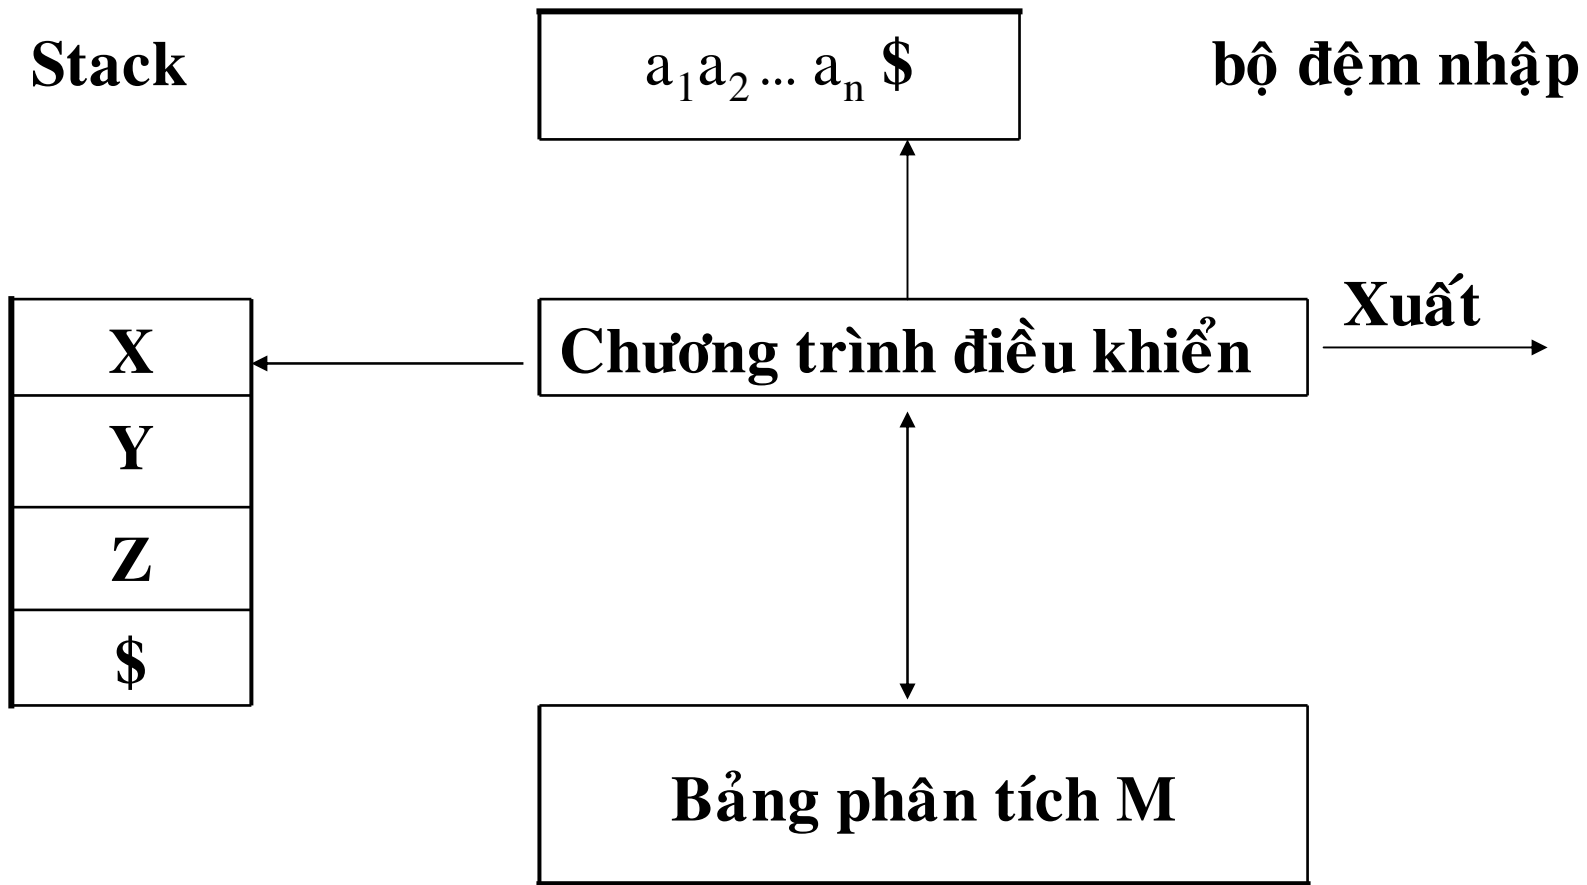 Stack
a₁a₂ ... aₙ $
bộ đệm nhập
Xuất
X
Chương trình điều khiển
Y
Z
$
Bảng phân tích M